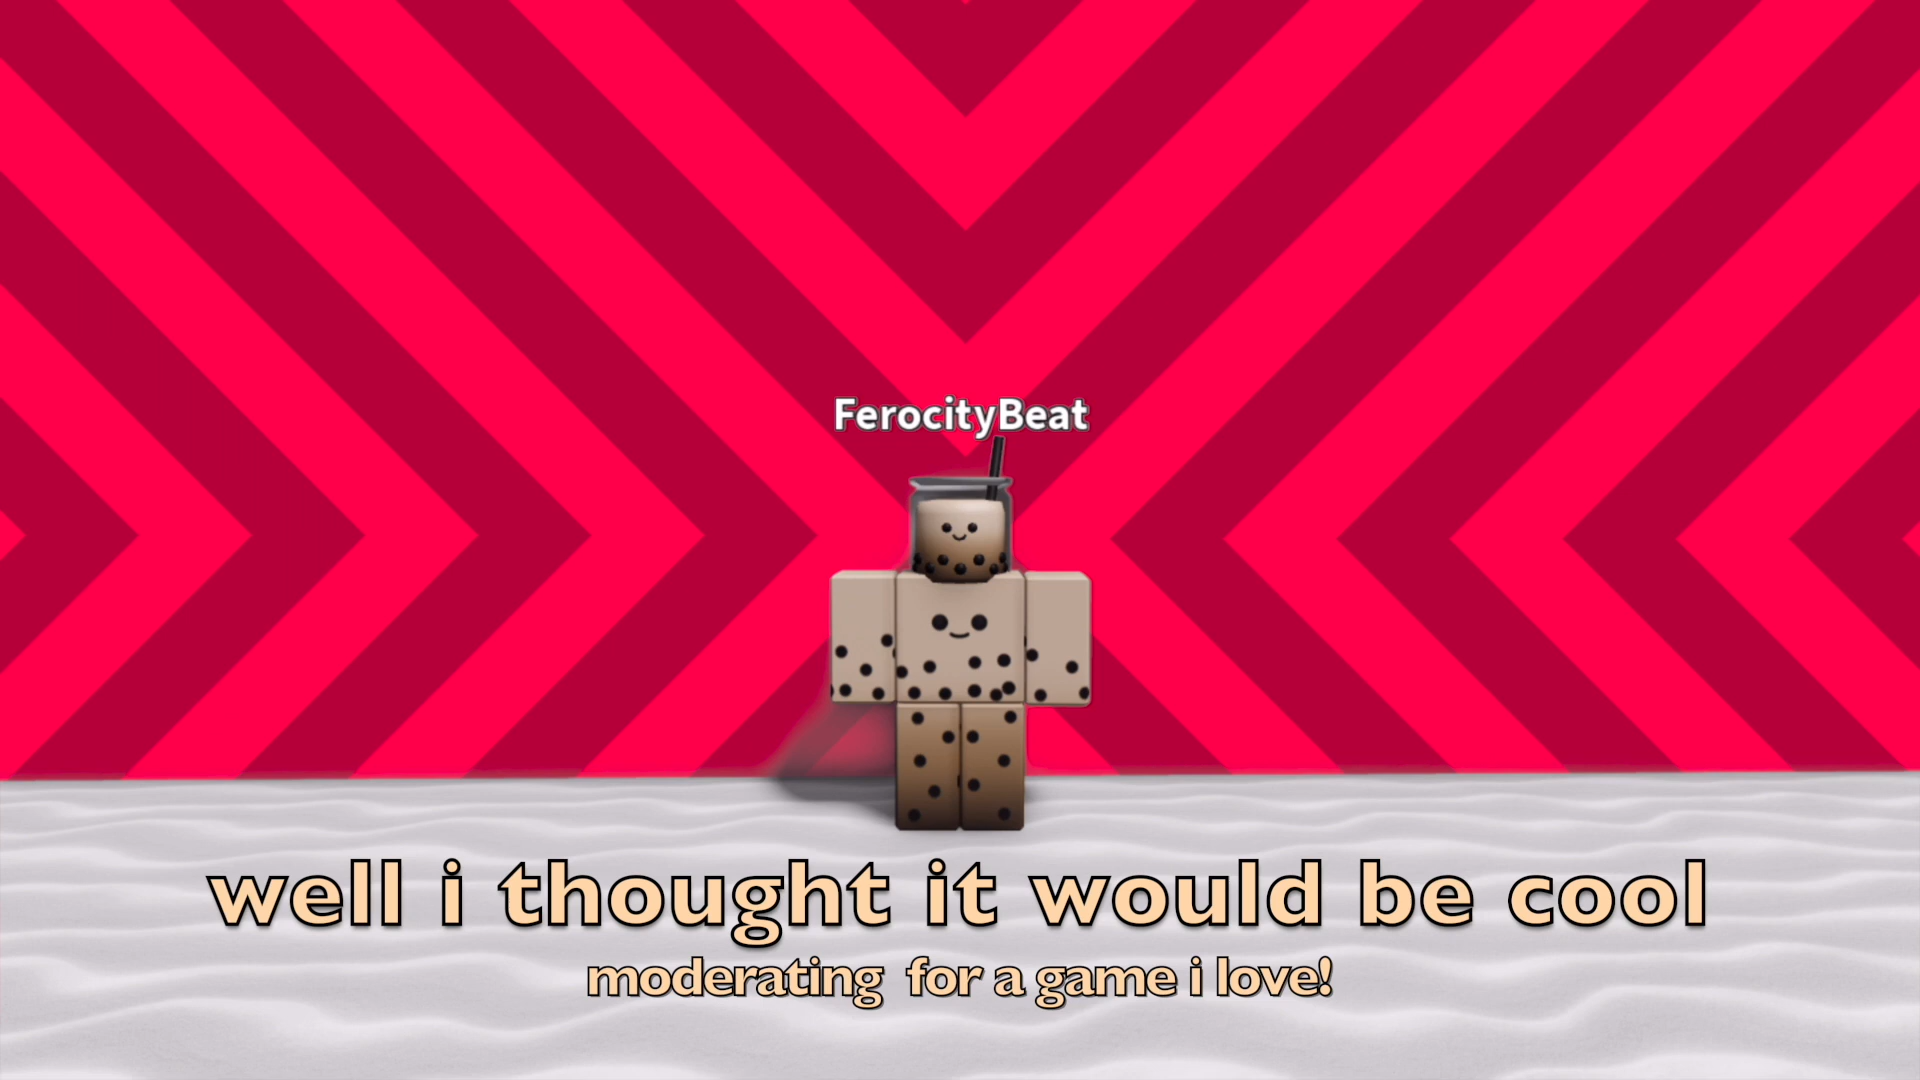 FerocityBeat
well i thought it would be cool
moderating for a game i love!